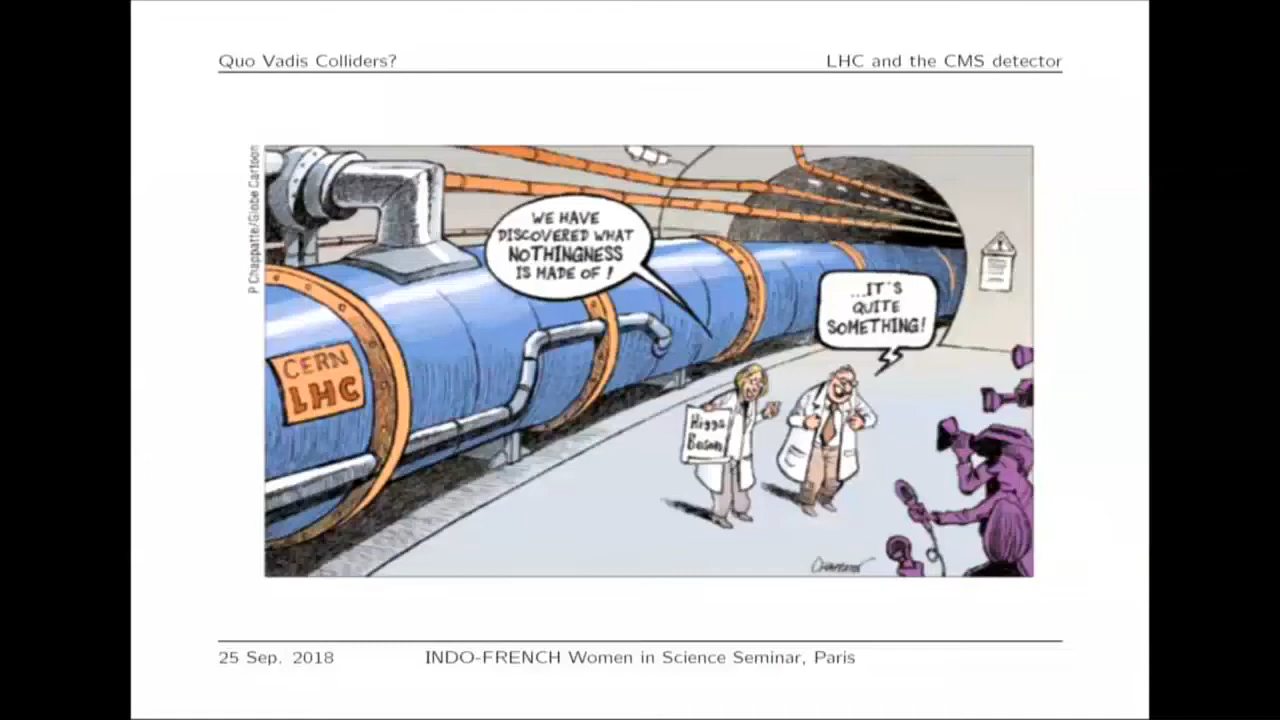 Quo Vadis Colliders?
LHC and the CMS detector
P Chappatte/Globe Cartoon
WE HAVE
DISCOVERED WHAT
NOTHINGNESS
IS MADE OF !
...IT'S
QUITE
SOMETHING!
CERN
LHC
Higgs
Boson
25 Sep. 2018
INDO-FRENCH Women in Science Seminar, Paris